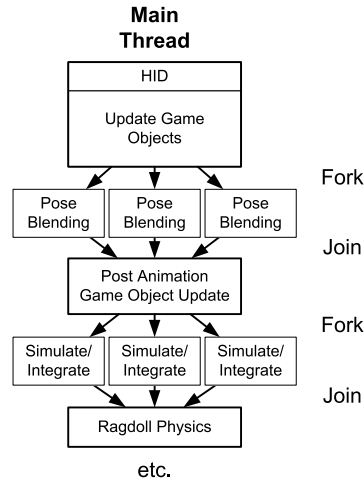 Main
Thread
HID
Update Game
Objects
Fork
Pose
Blending
Pose
Blending
Pose
Blending
Join
Post Animation
Game Object Update
Fork
Simulate/
Integrate
Simulate/
Integrate
Simulate/
Integrate
Join
Ragdoll Physics
etc.